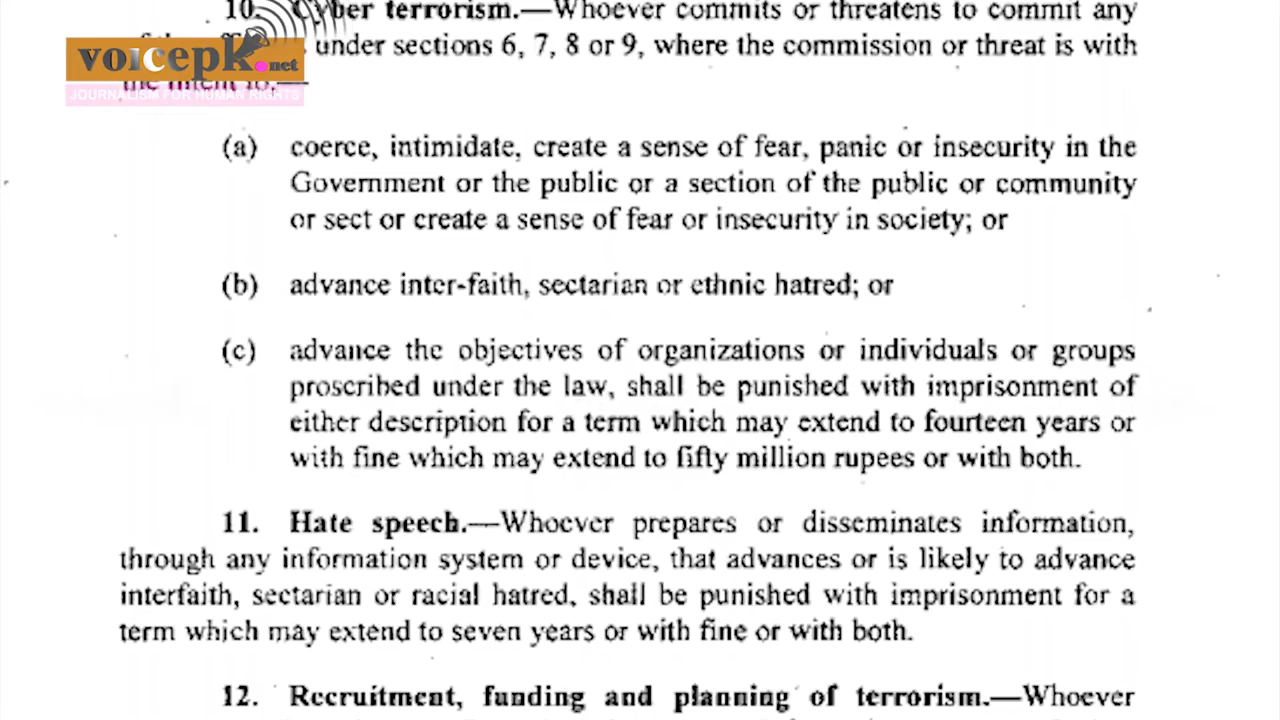 10. Cyber terrorism.—Whoever commits or threatens to commit any
under sections 6, 7, 8 or 9, where the commission or threat is with
the intent to,—
voicepk.net
JOURNALISM FOR HUMAN RIGHTS
(a) coerce, intimidate, create a sense of fear, panic or insecurity in the
Government or the public or a section of the public or community
or sect or create a sense of fear or insecurity in society; or
(b) advance inter-faith, sectarian or ethnic hatred; or
(c) advance the objectives of organizations or individuals or groups
proscribed under the law, shall be punished with imprisonment of
either description for a term which may extend to fourteen years or
with fine which may extend to fifty million rupees or with both.
11. Hate speech.—Whoever prepares or disseminates information,
through any information system or device, that advances or is likely to advance
interfaith, sectarian or racial hatred, shall be punished with imprisonment for a
term which may extend to seven years or with fine or with both.
12. Recruitment, funding and planning of terrorism.—Whoever